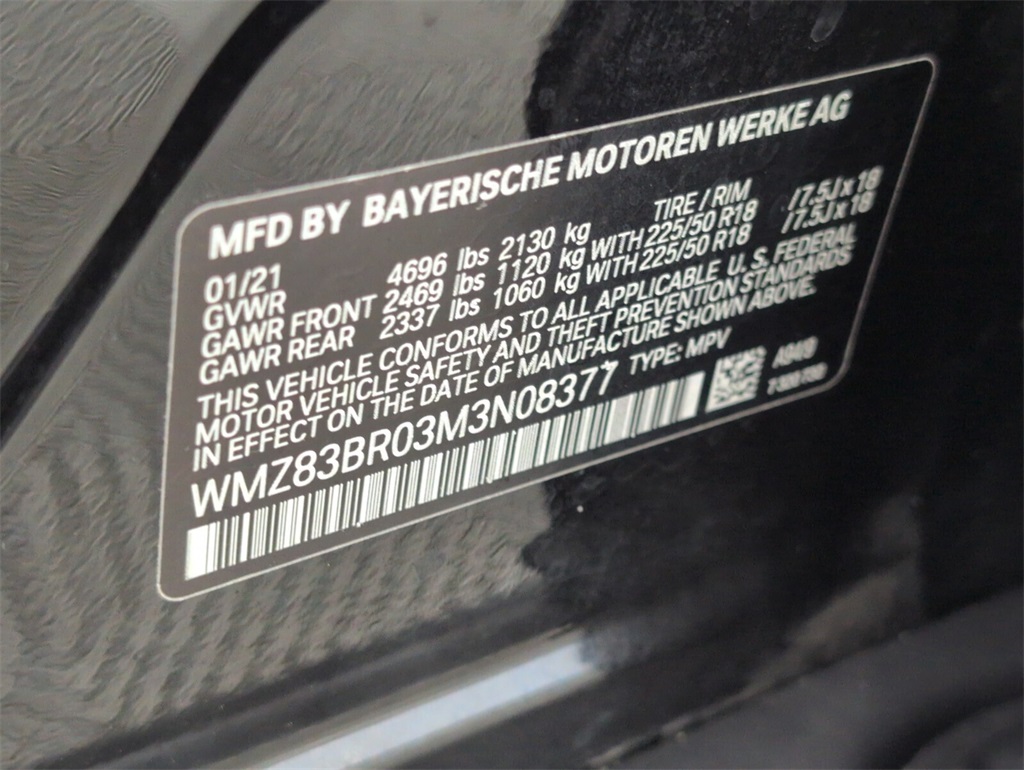 MFD BY BAYERISCHE MOTOREN WERKE AG
01/21 TIRE / RIM
GVWR 4696 lbs 2130 kg
GAWR FRONT 2469 lbs 1120 kg WITH 225/50 R18 /7.5J x 18
GAWR REAR 2337 lbs 1060 kg WITH 225/50 R18 /7.5J x 18
THIS VEHICLE CONFORMS TO ALL APPLICABLE U. S. FEDERAL
MOTOR VEHICLE SAFETY AND THEFT PREVENTION STANDARDS
IN EFFECT ON THE DATE OF MANUFACTURE SHOWN ABOVE.
WMZ83BR03M3N08377 TYPE: MPV